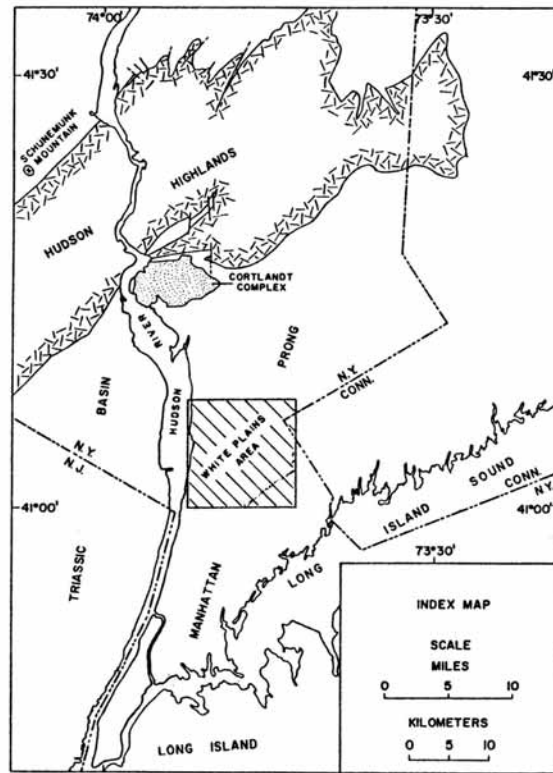 74°00'
73°30'
41°30'
41°30'
SCHUNEMUNK
MOUNTAIN
HIGHLANDS
HUDSON
CORTLANDT
COMPLEX
RIVER
PRONG
BASIN
HUDSON
N.Y.
CONN.
WHITE PLAINS
AREA
N.Y.
N.J.
ISLAND SOUND
CONN.
N.Y.
41°00'
41°00'
73°30'
LONG
TRIASSIC
MANHATTAN
LONG ISLAND
INDEX MAP
SCALE
MILES
0 5 10
KILOMETERS
0 5 10